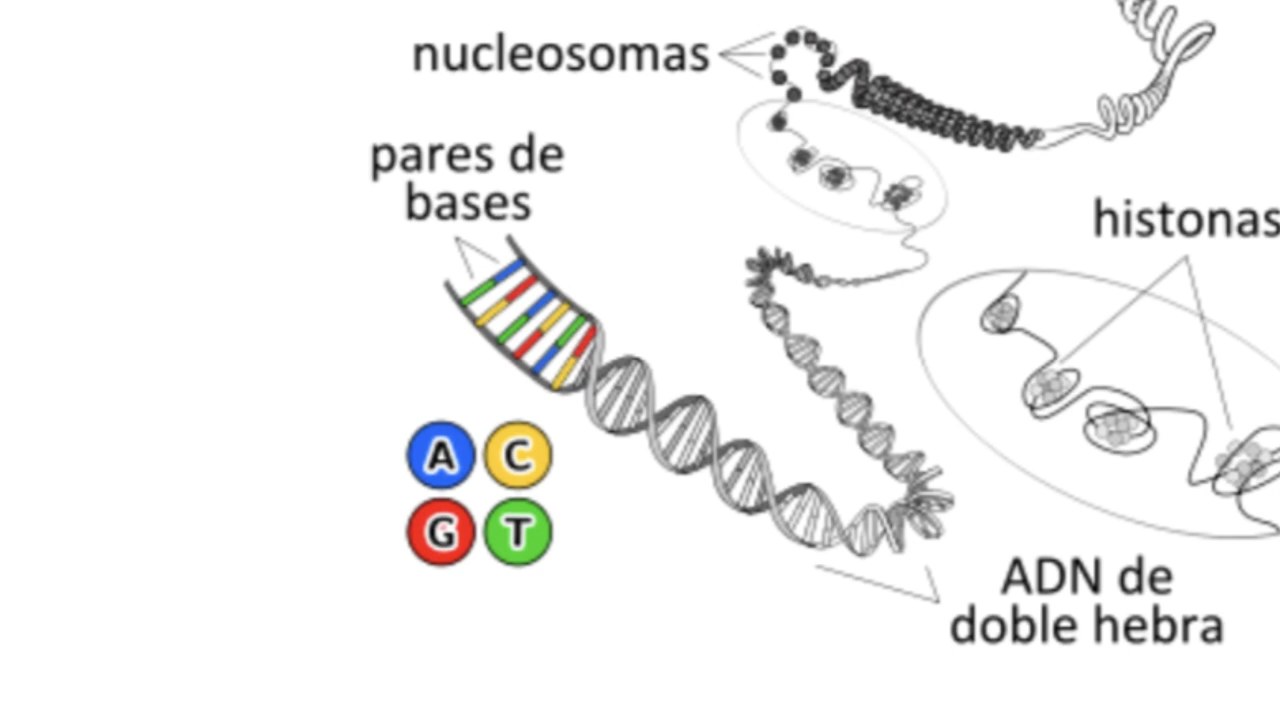 nucleosomas
pares de
bases
histonas
A C
G T
ADN de
doble hebra